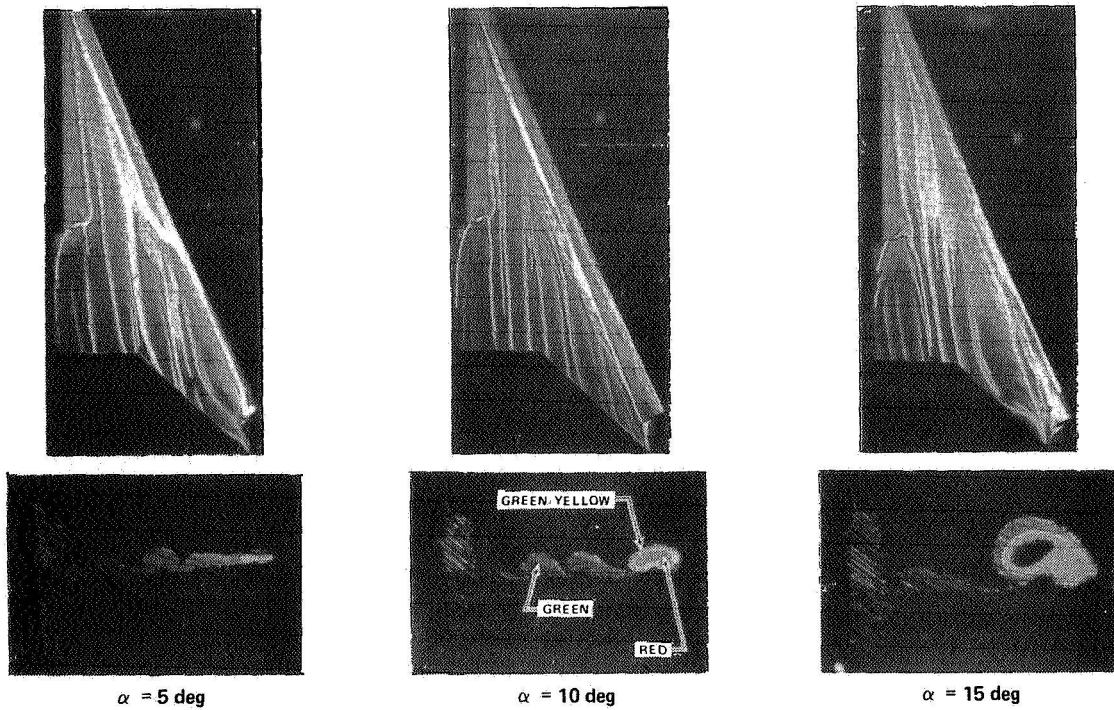 GREEN/YELLOW
GREEN
RED
α = 5 deg
α = 10 deg
α = 15 deg